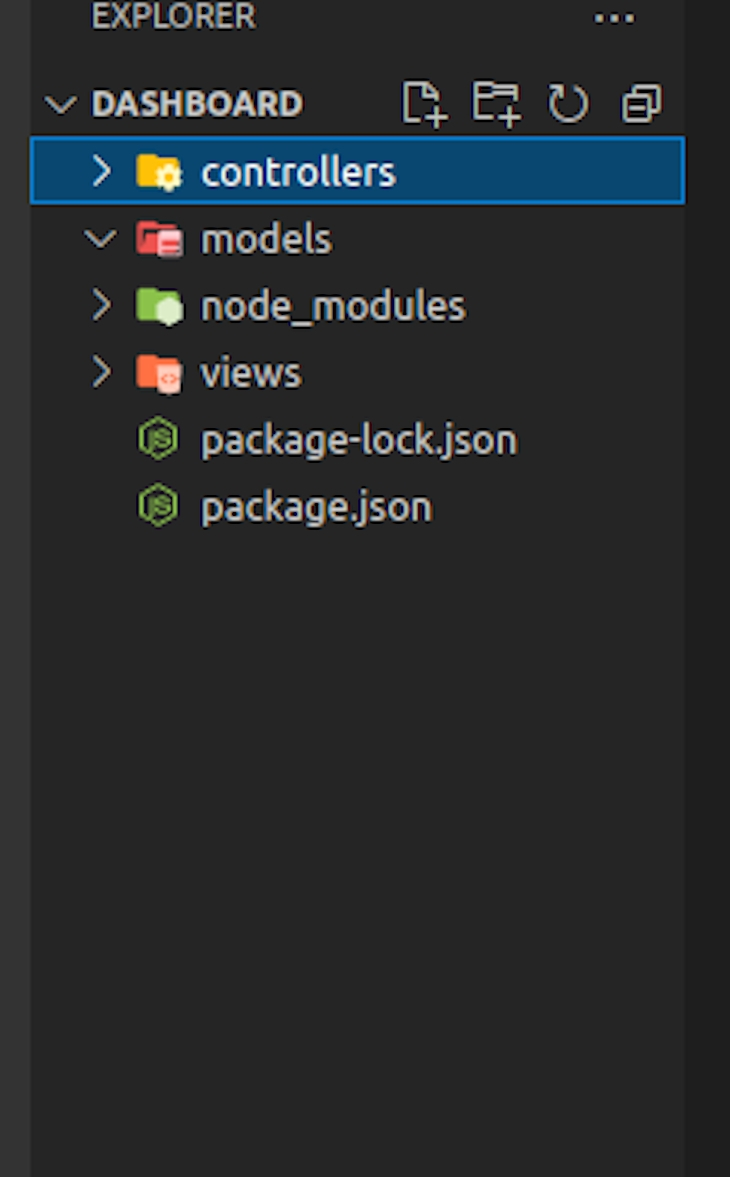 EXPLORER
DASHBOARD
controllers
models
node_modules
views
package-lock.json
package.json